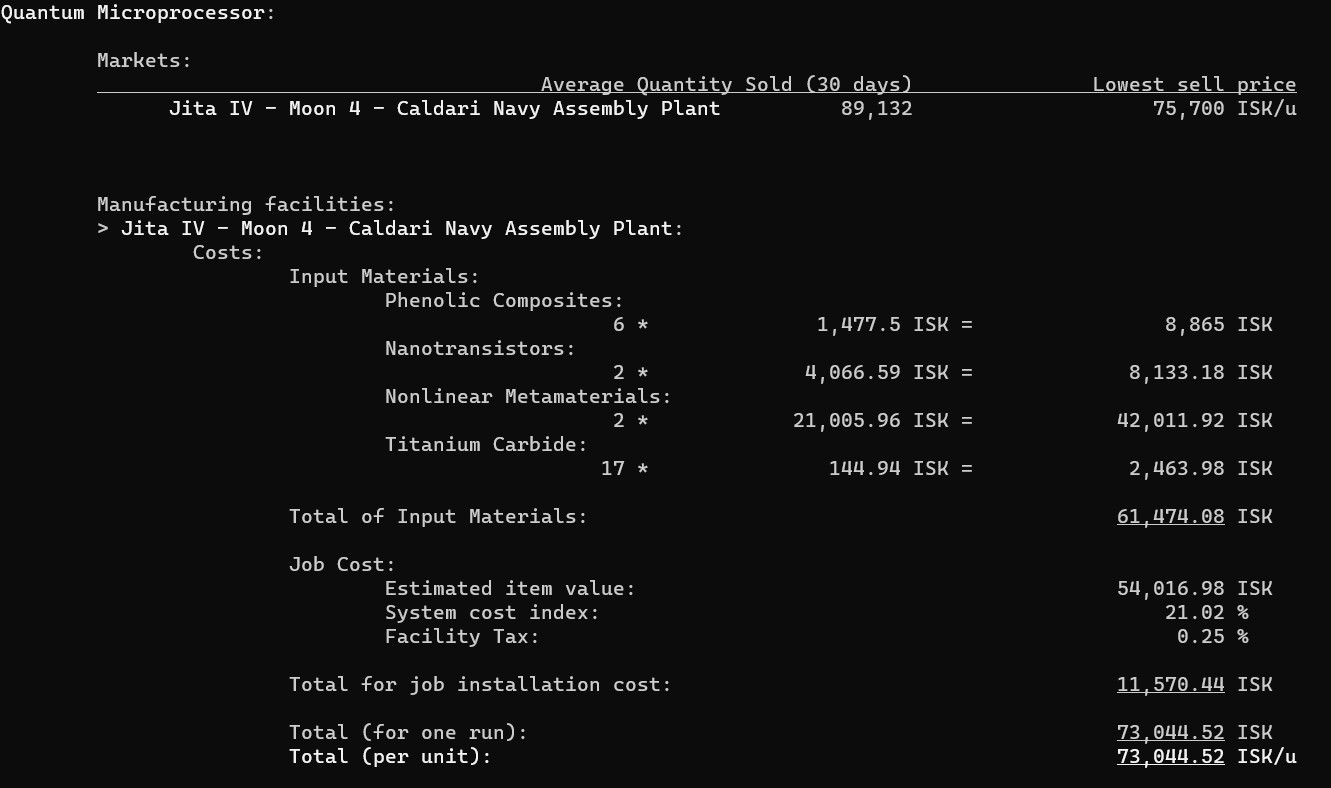 Quantum Microprocessor:
Markets:
Average Quantity Sold (30 days) Lowest sell price
Jita IV - Moon 4 - Caldari Navy Assembly Plant 89,132 75,700 ISK/u
Manufacturing facilities:
> Jita IV - Moon 4 - Caldari Navy Assembly Plant:
Costs:
Input Materials:
Phenolic Composites:
6 * 1,477.5 ISK = 8,865 ISK
Nanotransistors:
2 * 4,066.59 ISK = 8,133.18 ISK
Nonlinear Metamaterials:
2 * 21,005.96 ISK = 42,011.92 ISK
Titanium Carbide:
17 * 144.94 ISK = 2,463.98 ISK
Total of Input Materials: 61,474.08 ISK
Job Cost:
Estimated item value: 54,016.98 ISK
System cost index: 21.02 %
Facility Tax: 0.25 %
Total for job installation cost: 11,570.44 ISK
Total (for one run): 73,044.52 ISK
Total (per unit): 73,044.52 ISK/u